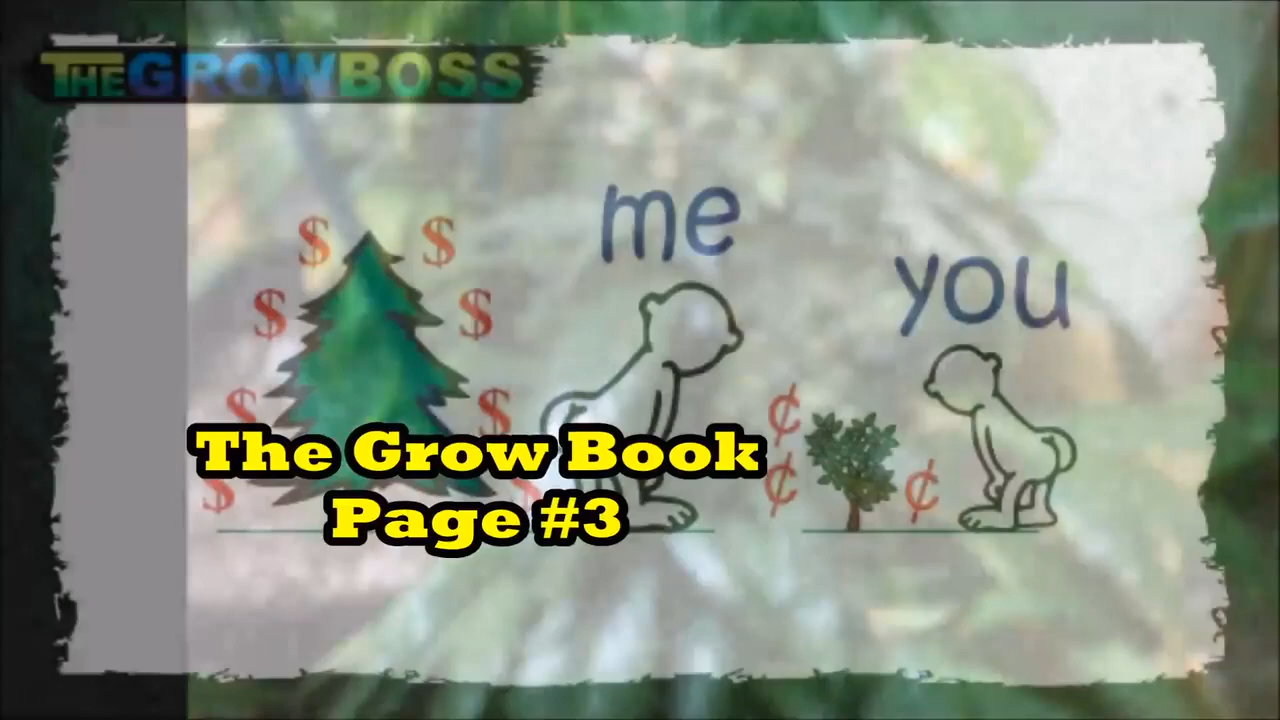 THEGROWBOSS
$ $
me
you
$ $
$ $
¢
The Grow Book
$ $ ¢ ¢
Page #3